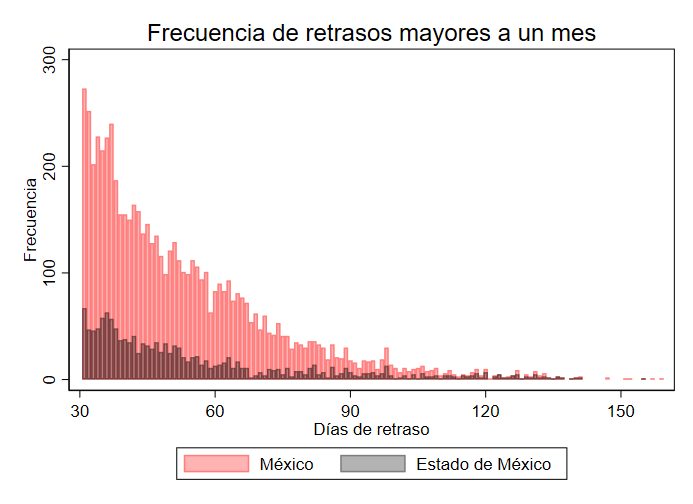 Frecuencia de retrasos mayores a un mes
300
200
100
0
Frecuencia
30 60 90 120 150
Días de retraso
México Estado de México